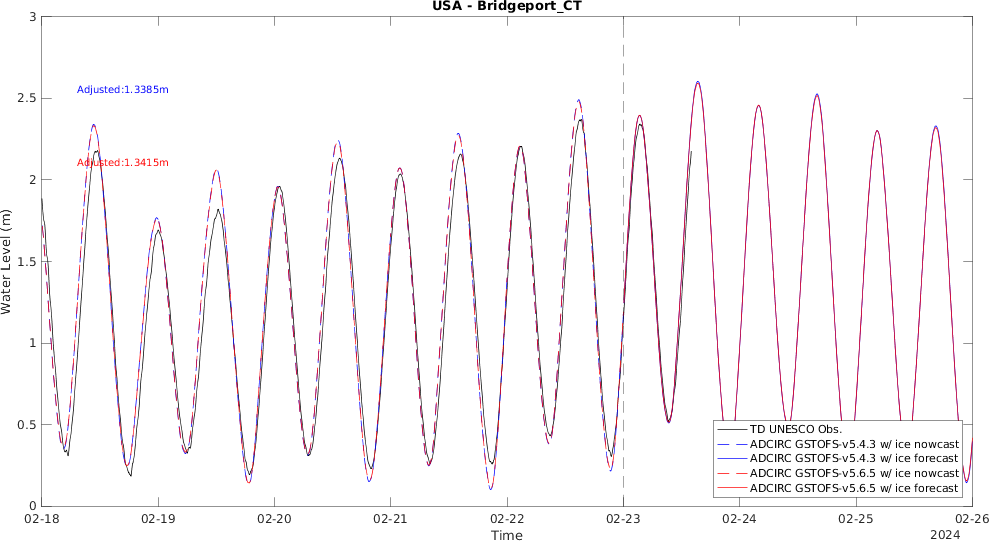 USA - Bridgeport_CT
3
2.5
2
1.5
1
0.5
0
Water Level (m)
Adjusted:1.3385m
Adjusted:1.3415m
TD UNESCO Obs.
ADCIRC GSTOFS-v5.4.3 w/ ice nowcast
ADCIRC GSTOFS-v5.4.3 w/ ice forecast
ADCIRC GSTOFS-v5.6.5 w/ ice nowcast
ADCIRC GSTOFS-v5.6.5 w/ ice forecast
02-18 02-19 02-20 02-21 02-22 02-23 02-24 02-25 02-26
Time
2024